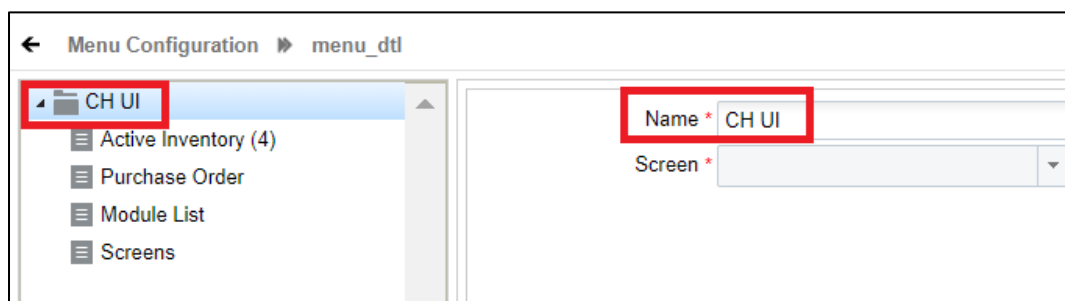 Menu Configuration menu_dtl
CH UI
Active Inventory (4)
Purchase Order
Module List
Screens
Name * CH UI
Screen *